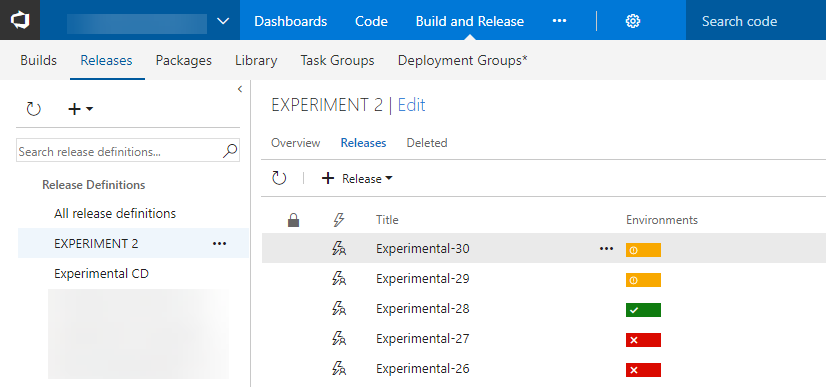 Dashboards Code Build and Release ••• Search code
Builds Releases Packages Library Task Groups Deployment Groups*
EXPERIMENT 2 | Edit
Search release definitions...
Overview Releases Deleted
Release Definitions
+ Release
All release definitions
Title Environments
EXPERIMENT 2 •••
Experimental-30 •••
Experimental CD
Experimental-29
Experimental-28
Experimental-27
Experimental-26